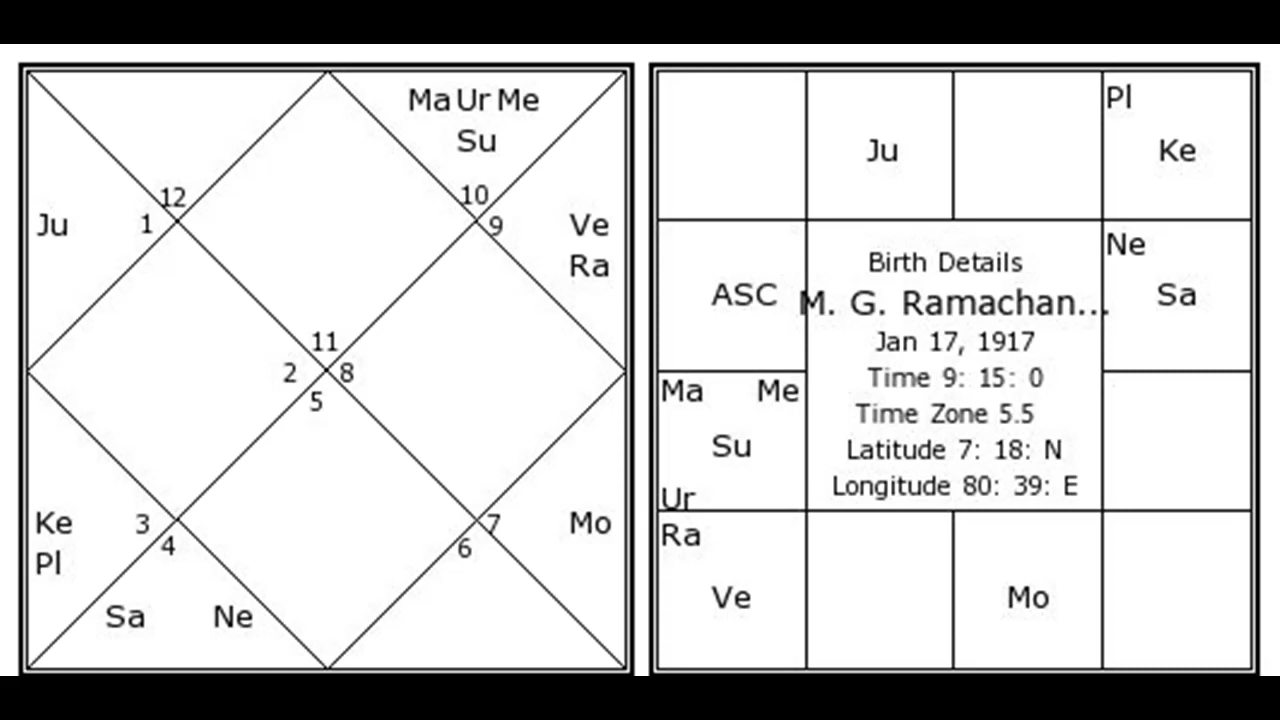 Ma Ur Me
Su
12
10
Ju
1
9
Ve
Ra
11
2
8
5
Ke
3
7
Mo
Pl
4
6
Sa
Ne
Pl
Ju
Ke
Ne
ASC
Sa
Birth Details
M. G. Ramachan...
Jan 17, 1917
Time 9: 15: 0
Time Zone 5.5
Latitude 7: 18: N
Longitude 80: 39: E
Ma Me
Su
Ur
Ra
Ve
Mo